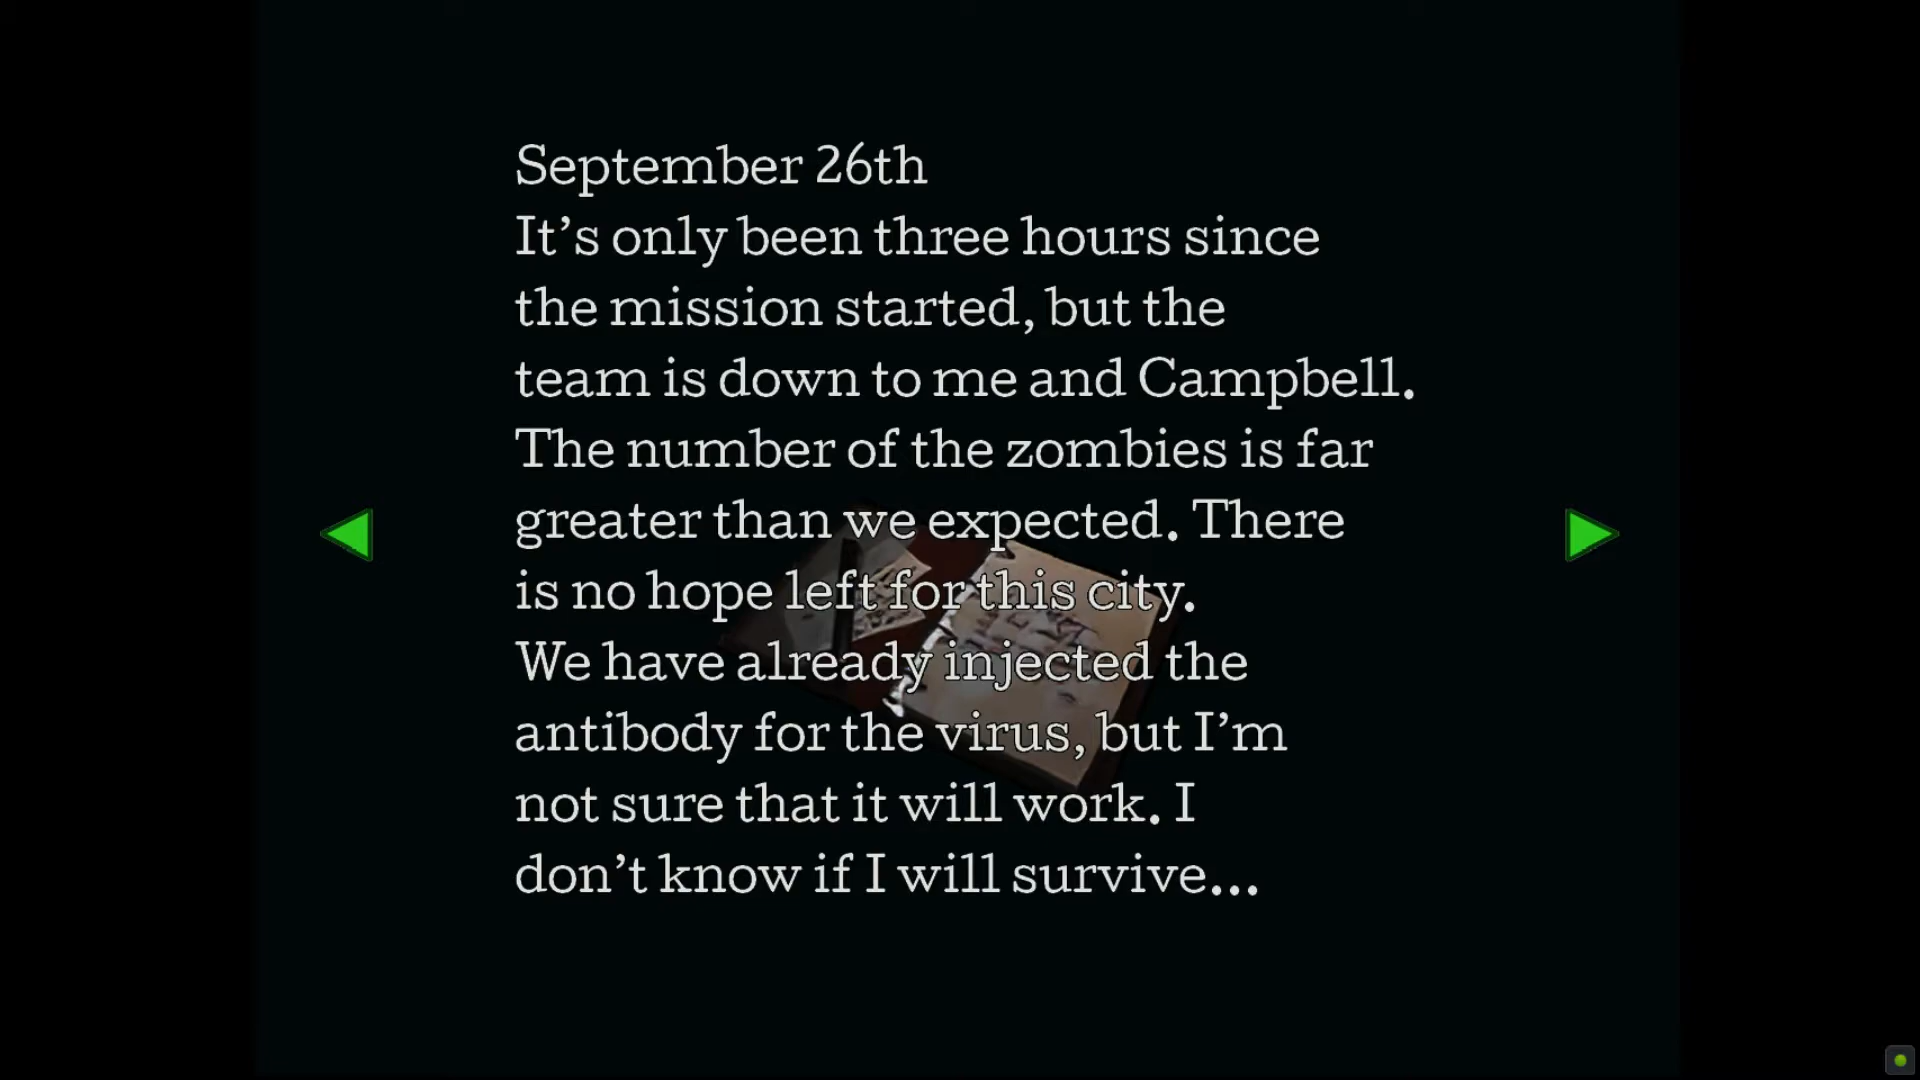 September 26th
It’s only been three hours since
the mission started, but the
team is down to me and Campbell.
The number of the zombies is far
greater than we expected. There
is no hope left for this city.
We have already injected the
antibody for the virus, but I’m
not sure that it will work. I
don’t know if I will survive...